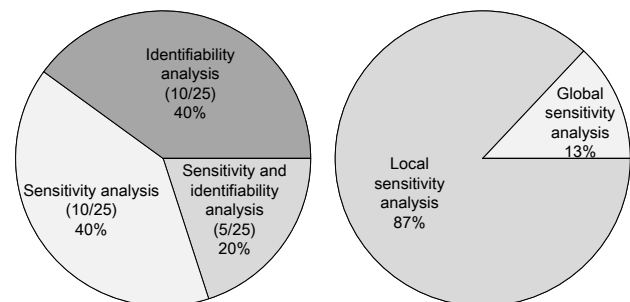 Identifiability
analysis
(10/25)
40%
Sensitivity analysis
(10/25)
40%
Sensitivity and
identifiability
analysis
(5/25)
20%
Global
sensitivity
analysis
13%
Local
sensitivity
analysis
87%